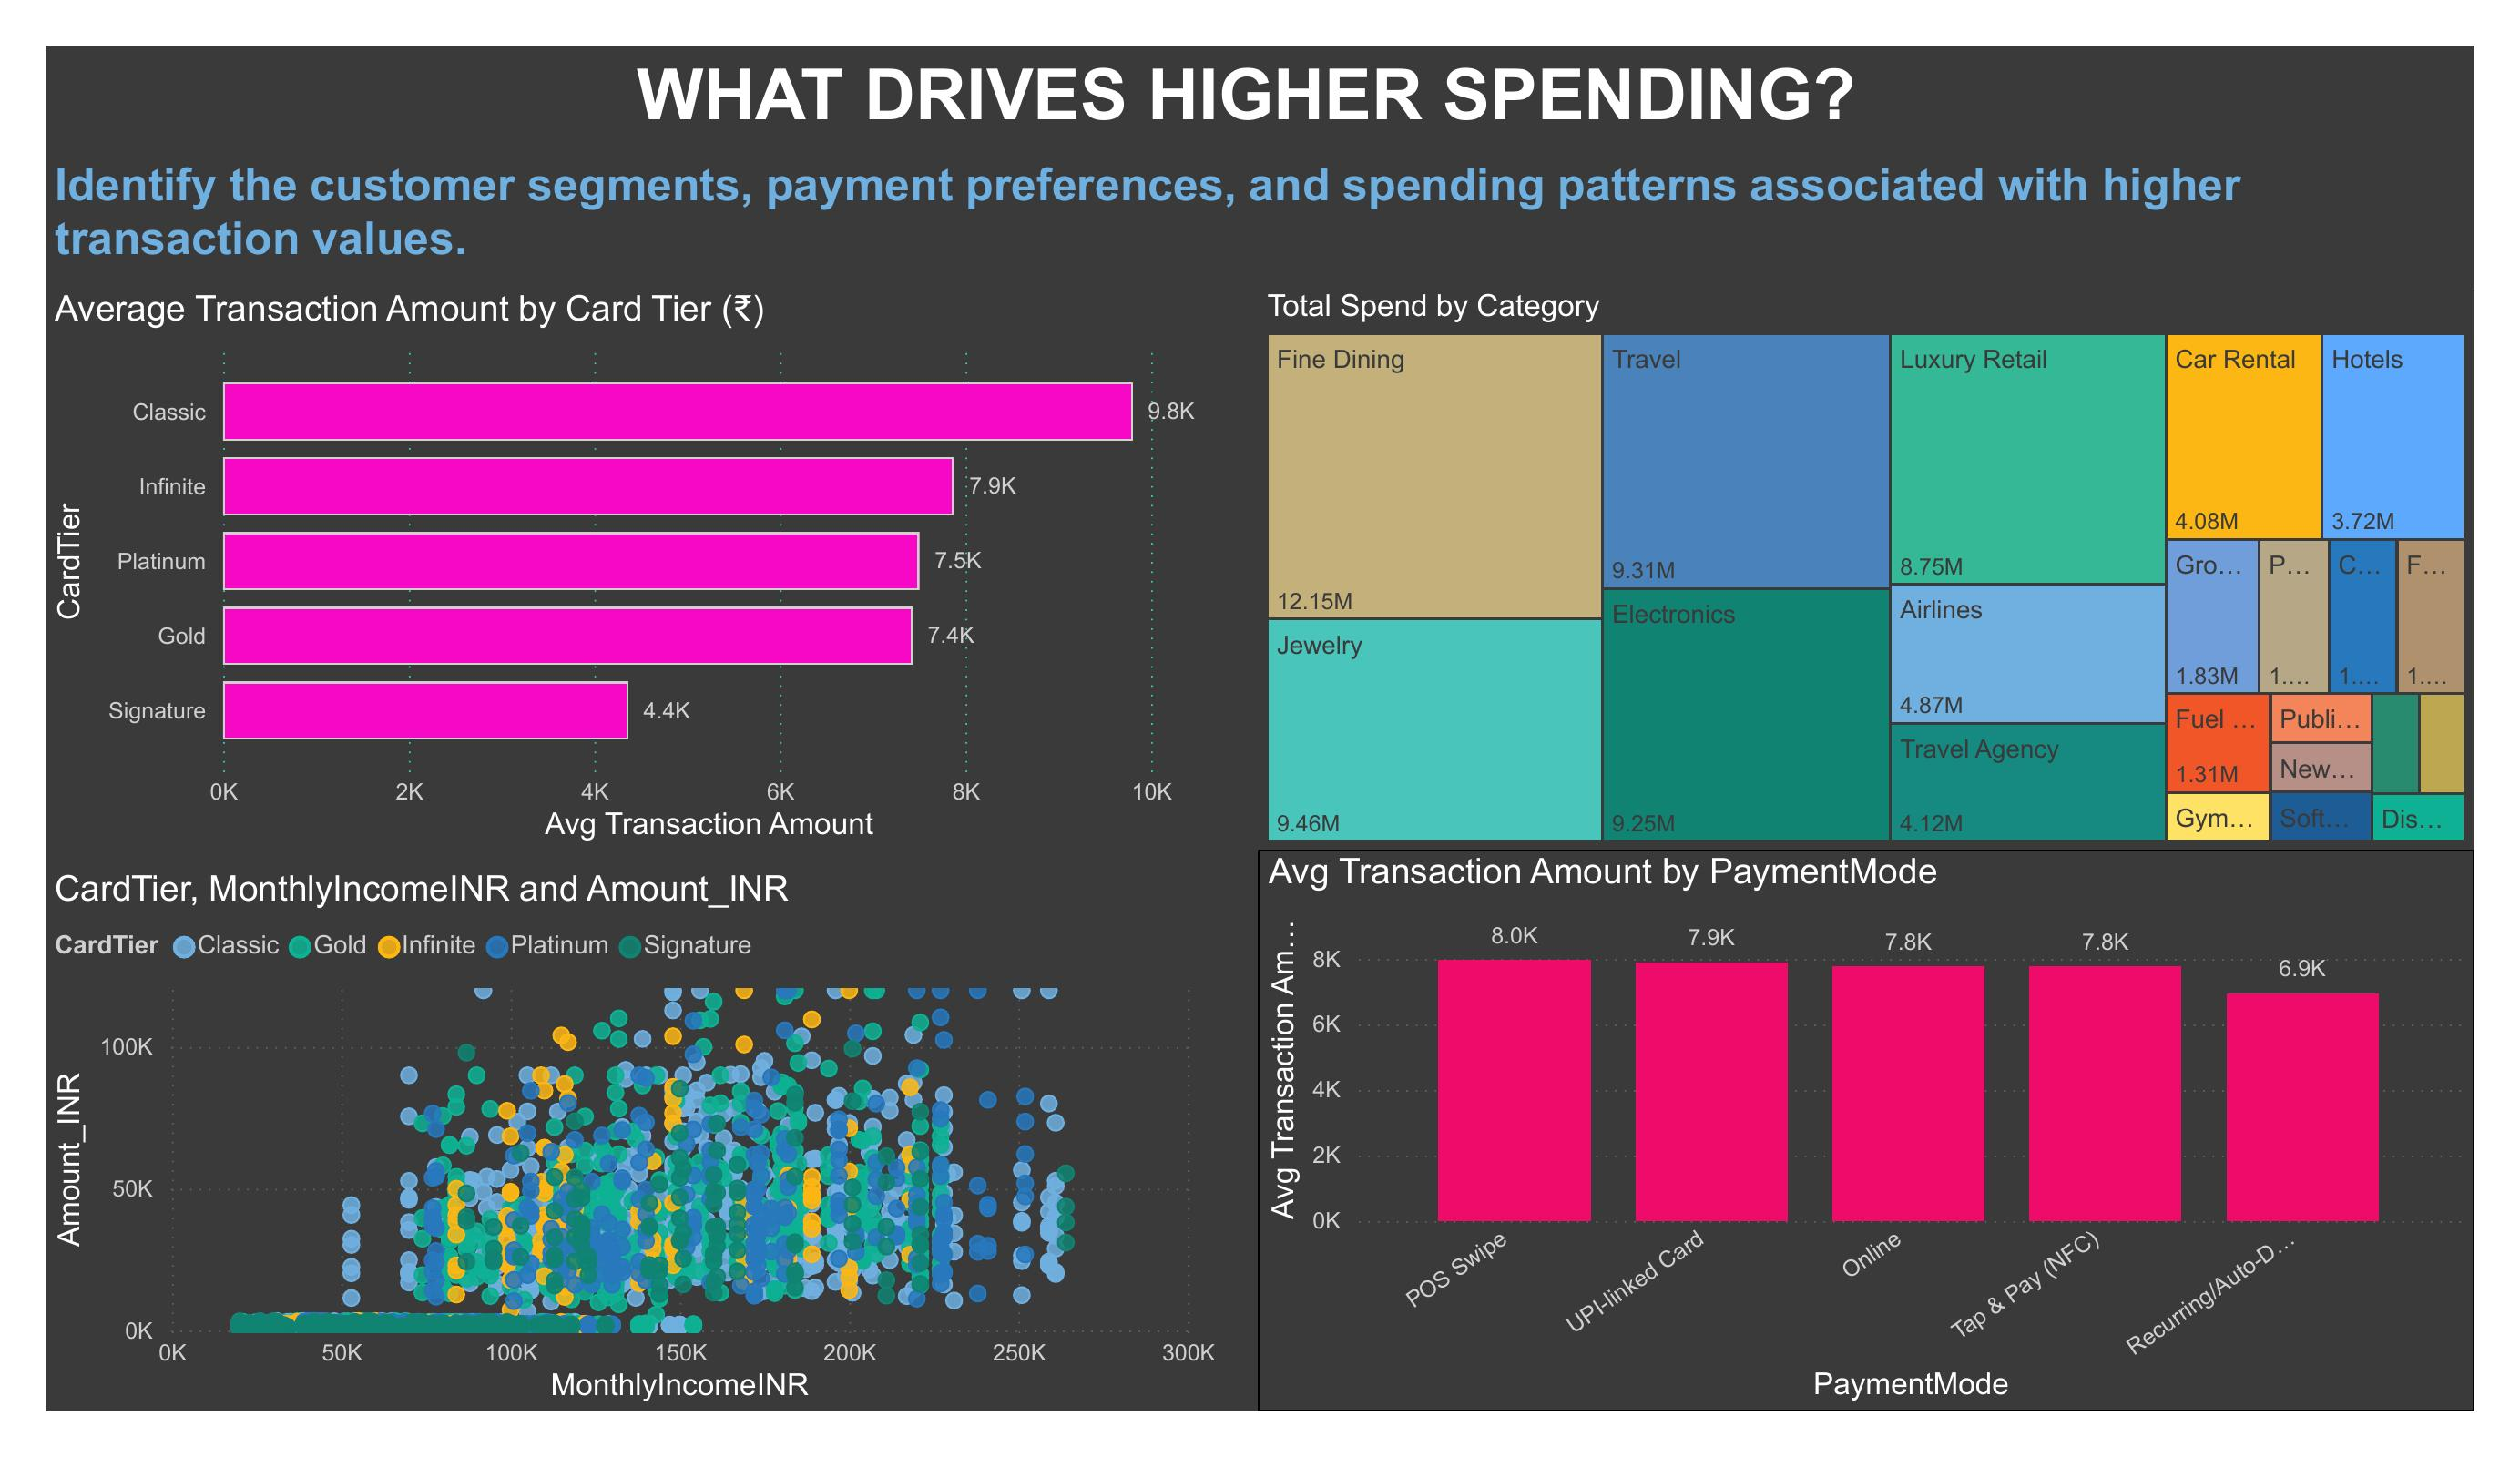 WHAT DRIVES HIGHER SPENDING?
Identify the customer segments, payment preferences, and spending patterns associated with higher
transaction values.
Average Transaction Amount by Card Tier (₹)
CardTier
Classic
9.8K
Infinite
7.9K
Platinum
7.5K
Gold
7.4K
Signature
4.4K
0K 2K 4K 6K 8K 10K
Avg Transaction Amount
Total Spend by Category
Fine Dining
12.15M
Jewelry
9.46M
Travel
9.31M
Electronics
9.25M
Luxury Retail
8.75M
Airlines
4.87M
Travel Agency
4.12M
Car Rental
4.08M
Hotels
3.72M
Gro...
1.83M
P...
1....
C...
1....
F...
1....
Fuel ...
1.31M
Publi...
New...
Gym...
Soft...
Dis...
CardTier, MonthlyIncomeINR and Amount_INR
CardTier Classic Gold Infinite Platinum Signature
Amount_INR
100K
50K
0K
0K 50K 100K 150K 200K 250K 300K
MonthlyIncomeINR
Avg Transaction Amount by PaymentMode
Avg Transaction Am...
8K
6K
4K
2K
0K
8.0K
7.9K
7.8K
7.8K
6.9K
POS Swipe
UPI-linked Card
Online
Tap & Pay (NFC)
Recurring/Auto-D...
PaymentMode